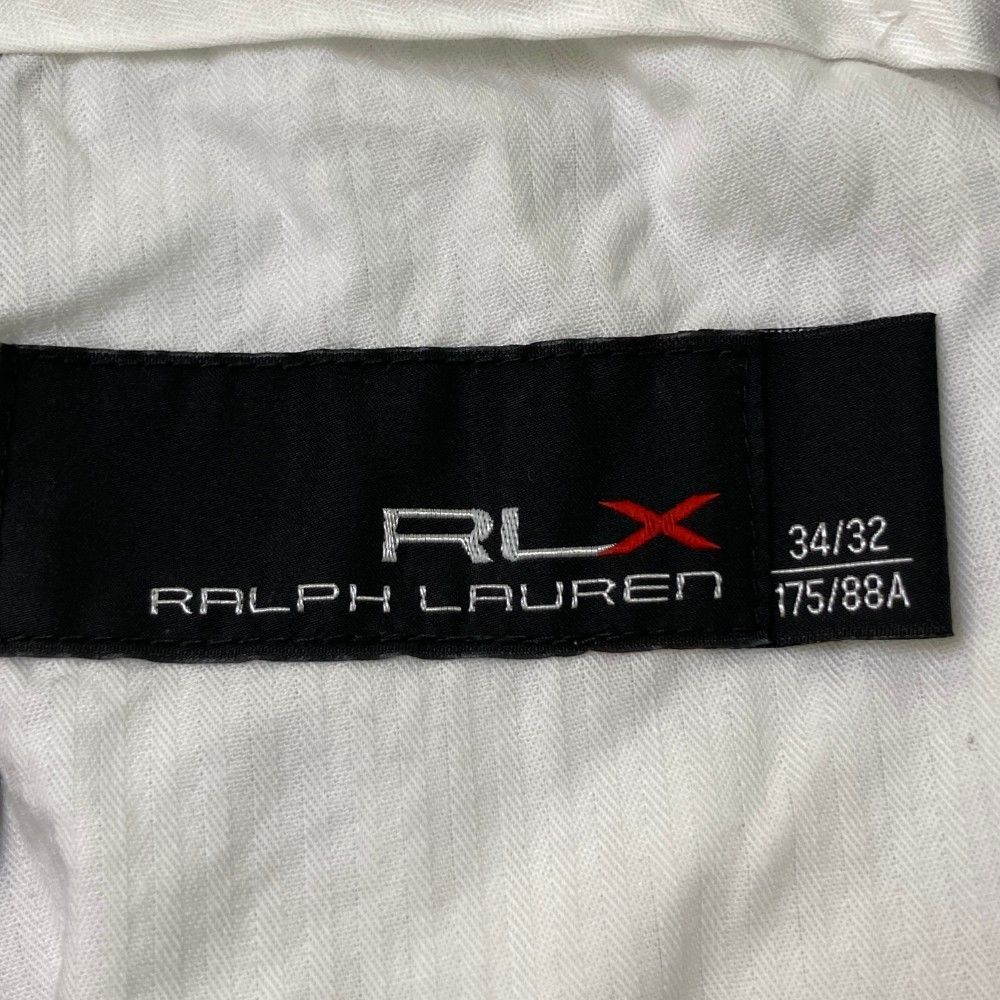 RLX
RALPH LAUREN
34/32
175/88A